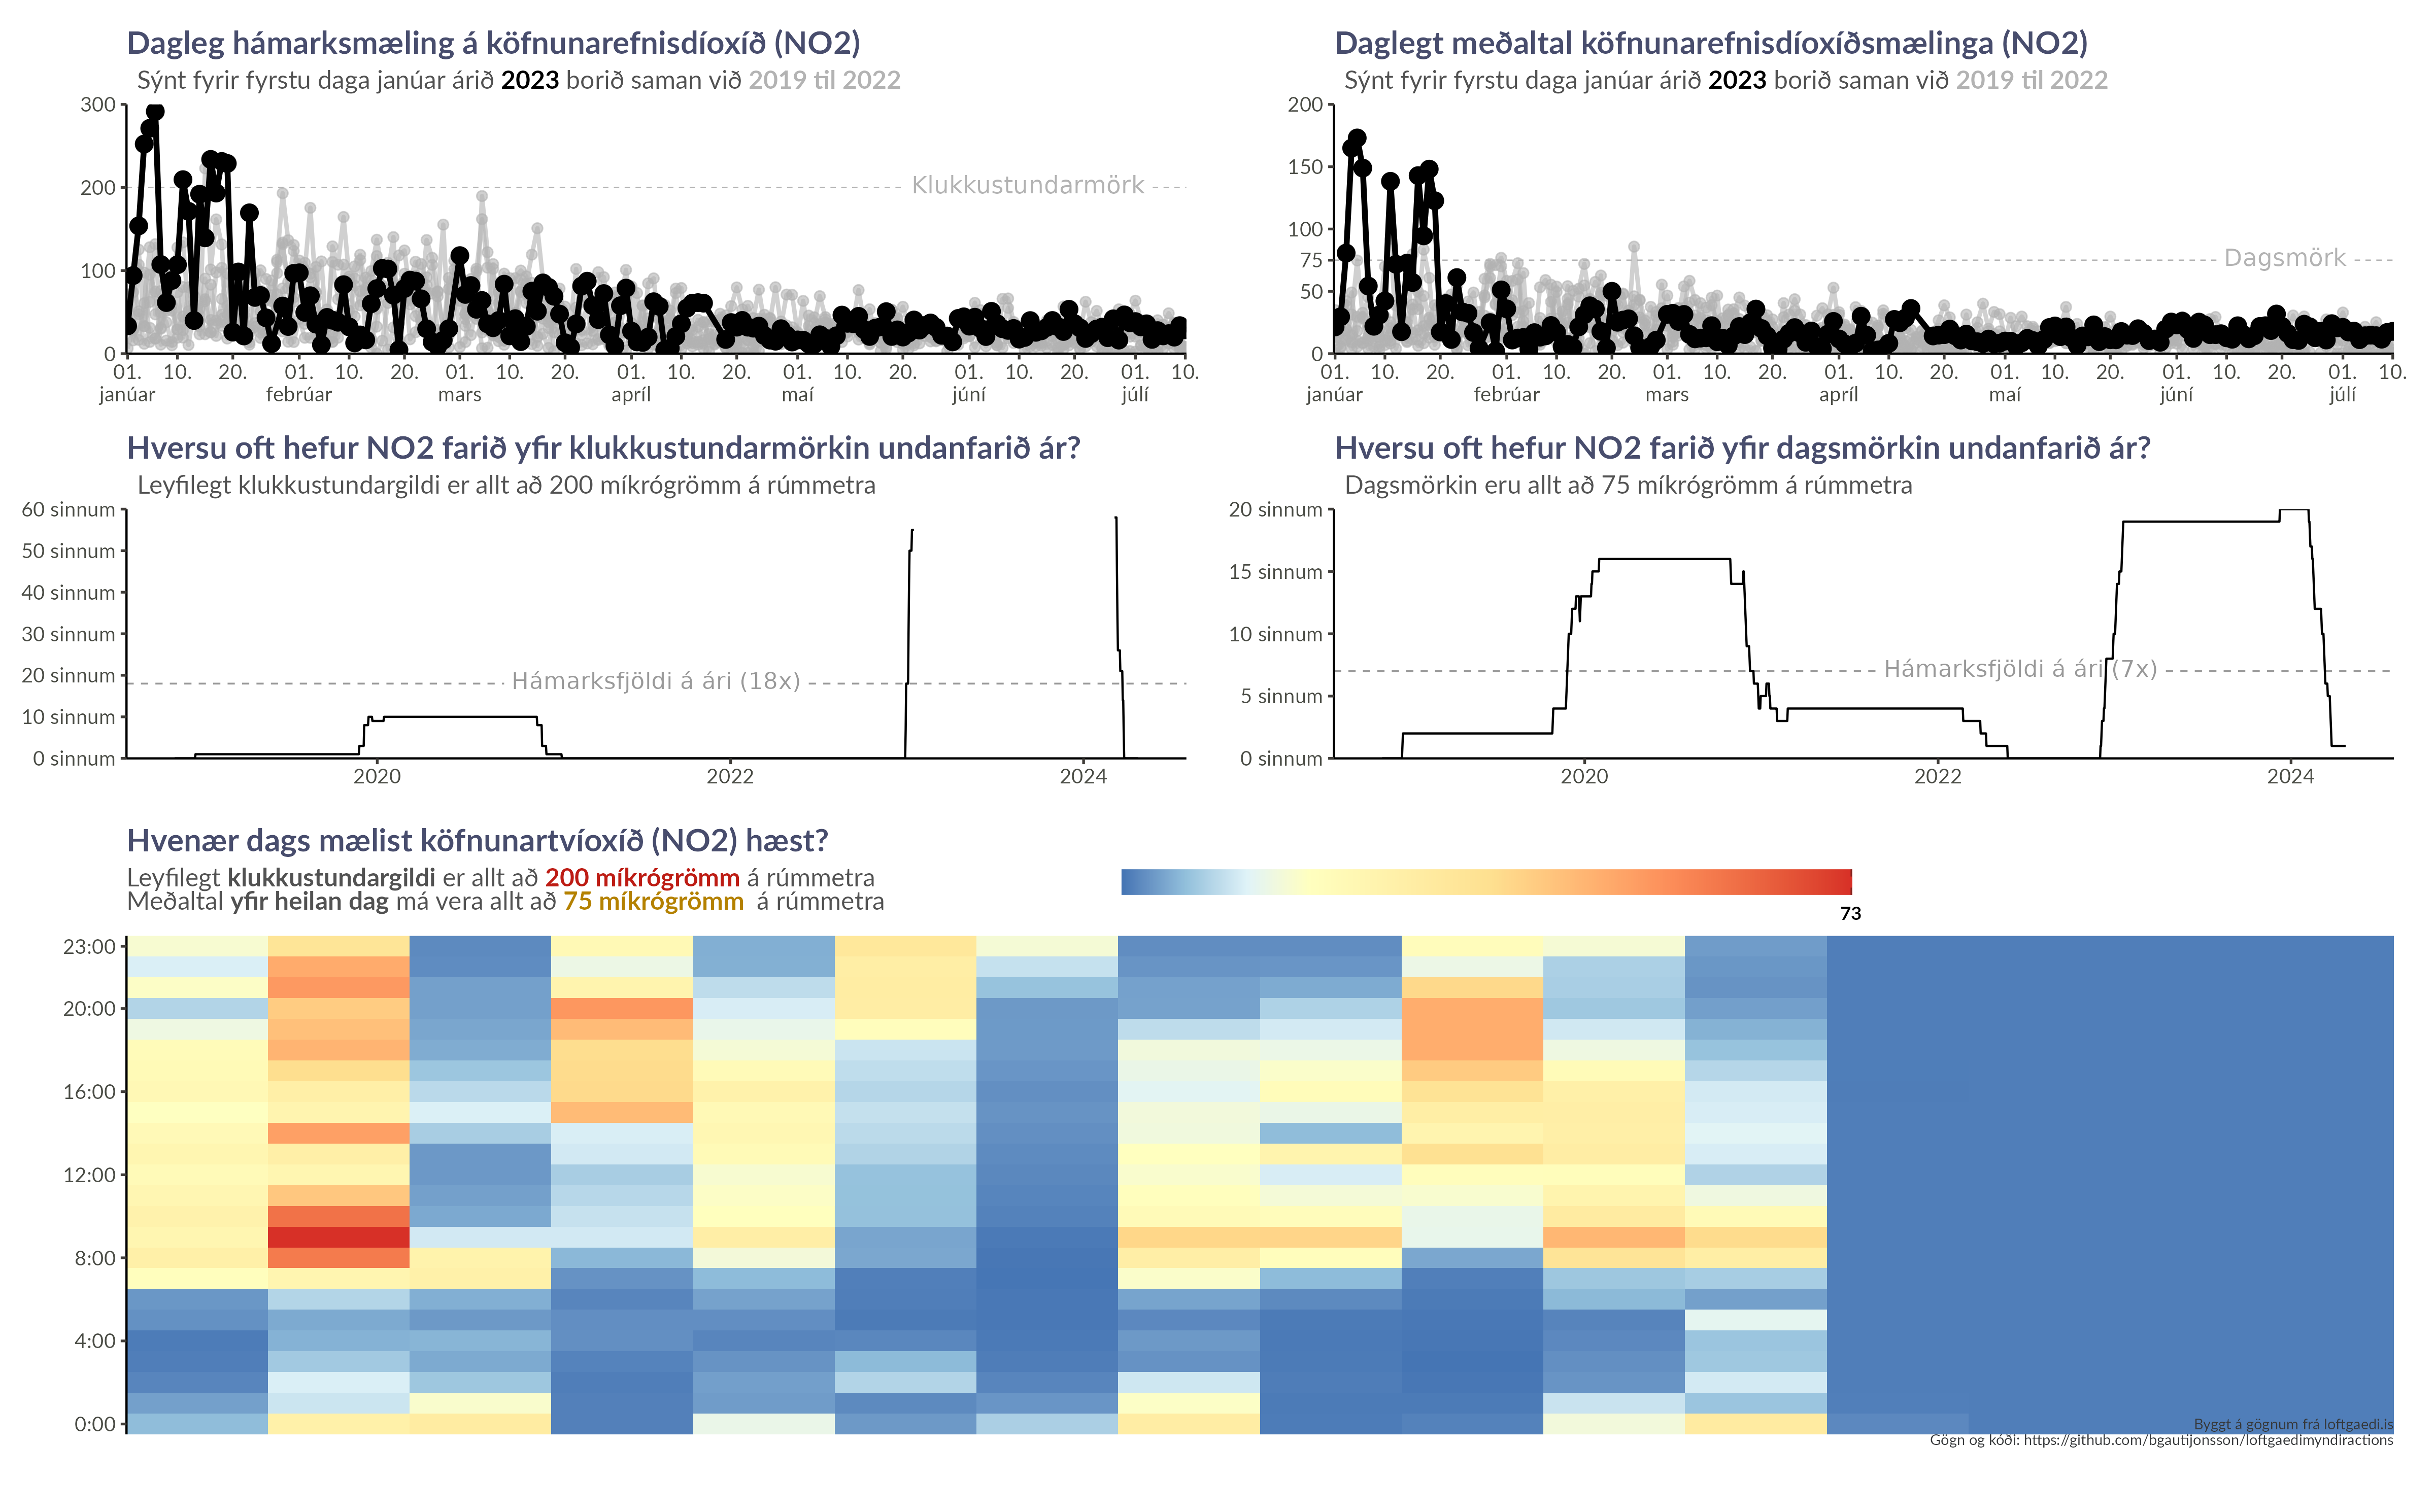 Dagleg hámarksmæling á köfnunarefnisdíoxíð (NO2)
Sýnt fyrir fyrstu daga janúar árið 2023 borið saman við 2019 til 2022
300
200
100
0
Klukkustundarmörk
01. 10. 20. 01. 10. 20. 01. 10. 20. 01. 10. 20. 01. 10. 20. 01. 10. 20. 01. 10.
janúar febrúar mars apríl maí júní júlí
Daglegt meðaltal köfnunarefnisdíoxíðsmælinga (NO2)
Sýnt fyrir fyrstu daga janúar árið 2023 borið saman við 2019 til 2022
200
150
100
75
50
0
Dagsmörk
01. 10. 20. 01. 10. 20. 01. 10. 20. 01. 10. 20. 01. 10. 20. 01. 10. 20. 01. 10.
janúar febrúar mars apríl maí júní júlí
Hversu oft hefur NO2 farið yfir klukkustundarmörkin undanfarið ár?
Leyfilegt klukkustundargildi er allt að 200 míkrógrömm á rúmmetra
60 sinnum
50 sinnum
40 sinnum
30 sinnum
20 sinnum
10 sinnum
0 sinnum
Hámarksfjöldi á ári (18x)
2020 2022 2024
Hversu oft hefur NO2 farið yfir dagsmörkin undanfarið ár?
Dagsmörkin eru allt að 75 míkrógrömm á rúmmetra
20 sinnum
15 sinnum
10 sinnum
5 sinnum
0 sinnum
Hámarksfjöldi á ári (7x)
2020 2022 2024
Hvenær dags mælist köfnunartvíoxíð (NO2) hæst?
Leyfilegt klukkustundargildi er allt að 200 míkrógrömm á rúmmetra
Meðaltal yfir heilan dag má vera allt að 75 míkrógrömm á rúmmetra
73
23:00
20:00
16:00
12:00
8:00
4:00
0:00
Byggt á gögnum frá loftgaedi.is
Gögn og kóði: https://github.com/bgautijonsson/loftgaedimyndiractions